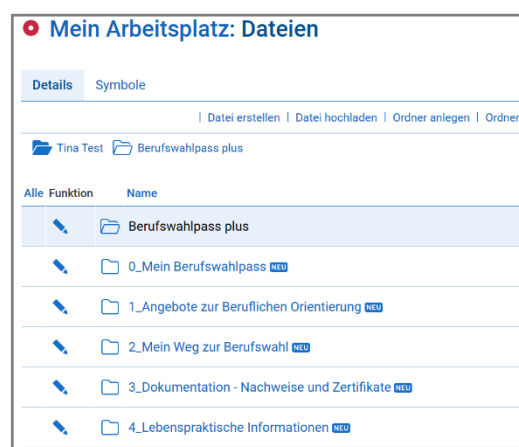 Mein Arbeitsplatz: Dateien
Details Symbole
| Datei erstellen | Datei hochladen | Ordner anlegen | Ordner
Tina Test Berufswahlpass plus
Alle Funktion Name
Berufswahlpass plus
0_Mein Berufswahlpass NEU
1_Angebote zur Beruflichen Orientierung NEU
2_Mein Weg zur Berufswahl NEU
3_Dokumentation - Nachweise und Zertifikate NEU
4_Lebenspraktische Informationen NEU